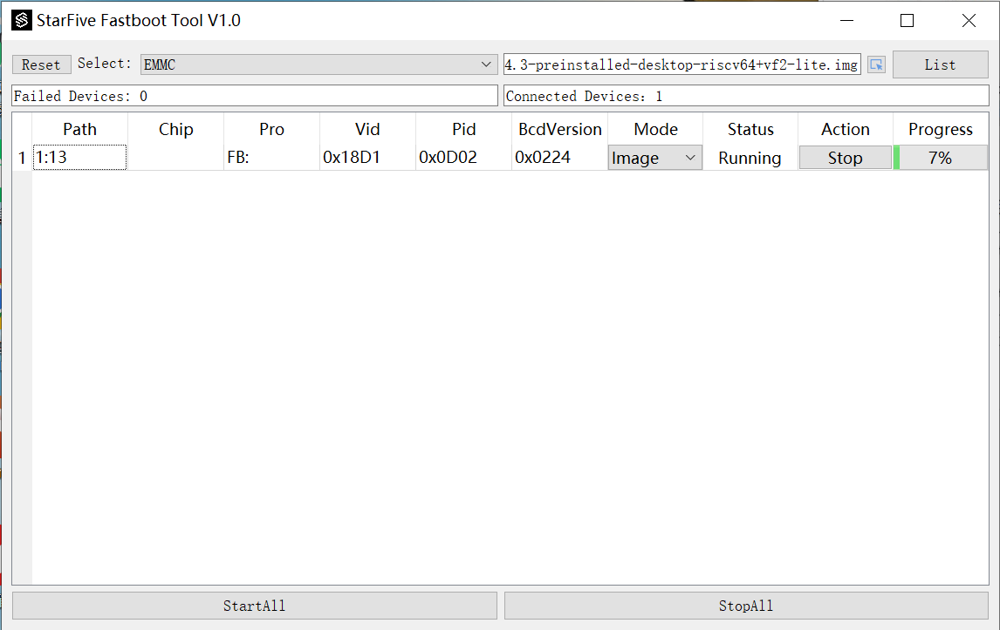 StarFive Fastboot Tool V1.0
Reset Select: EMMC 4.3-preinstalled-desktop-riscv64+vf2-lite.img List
Failed Devices: 0 Connected Devices: 1
Path Chip Pro Vid Pid BcdVersion Mode Status Action Progress
1 1:13 FB: 0x18D1 0x0D02 0x0224 Image Running Stop 7%
StartAll StopAll